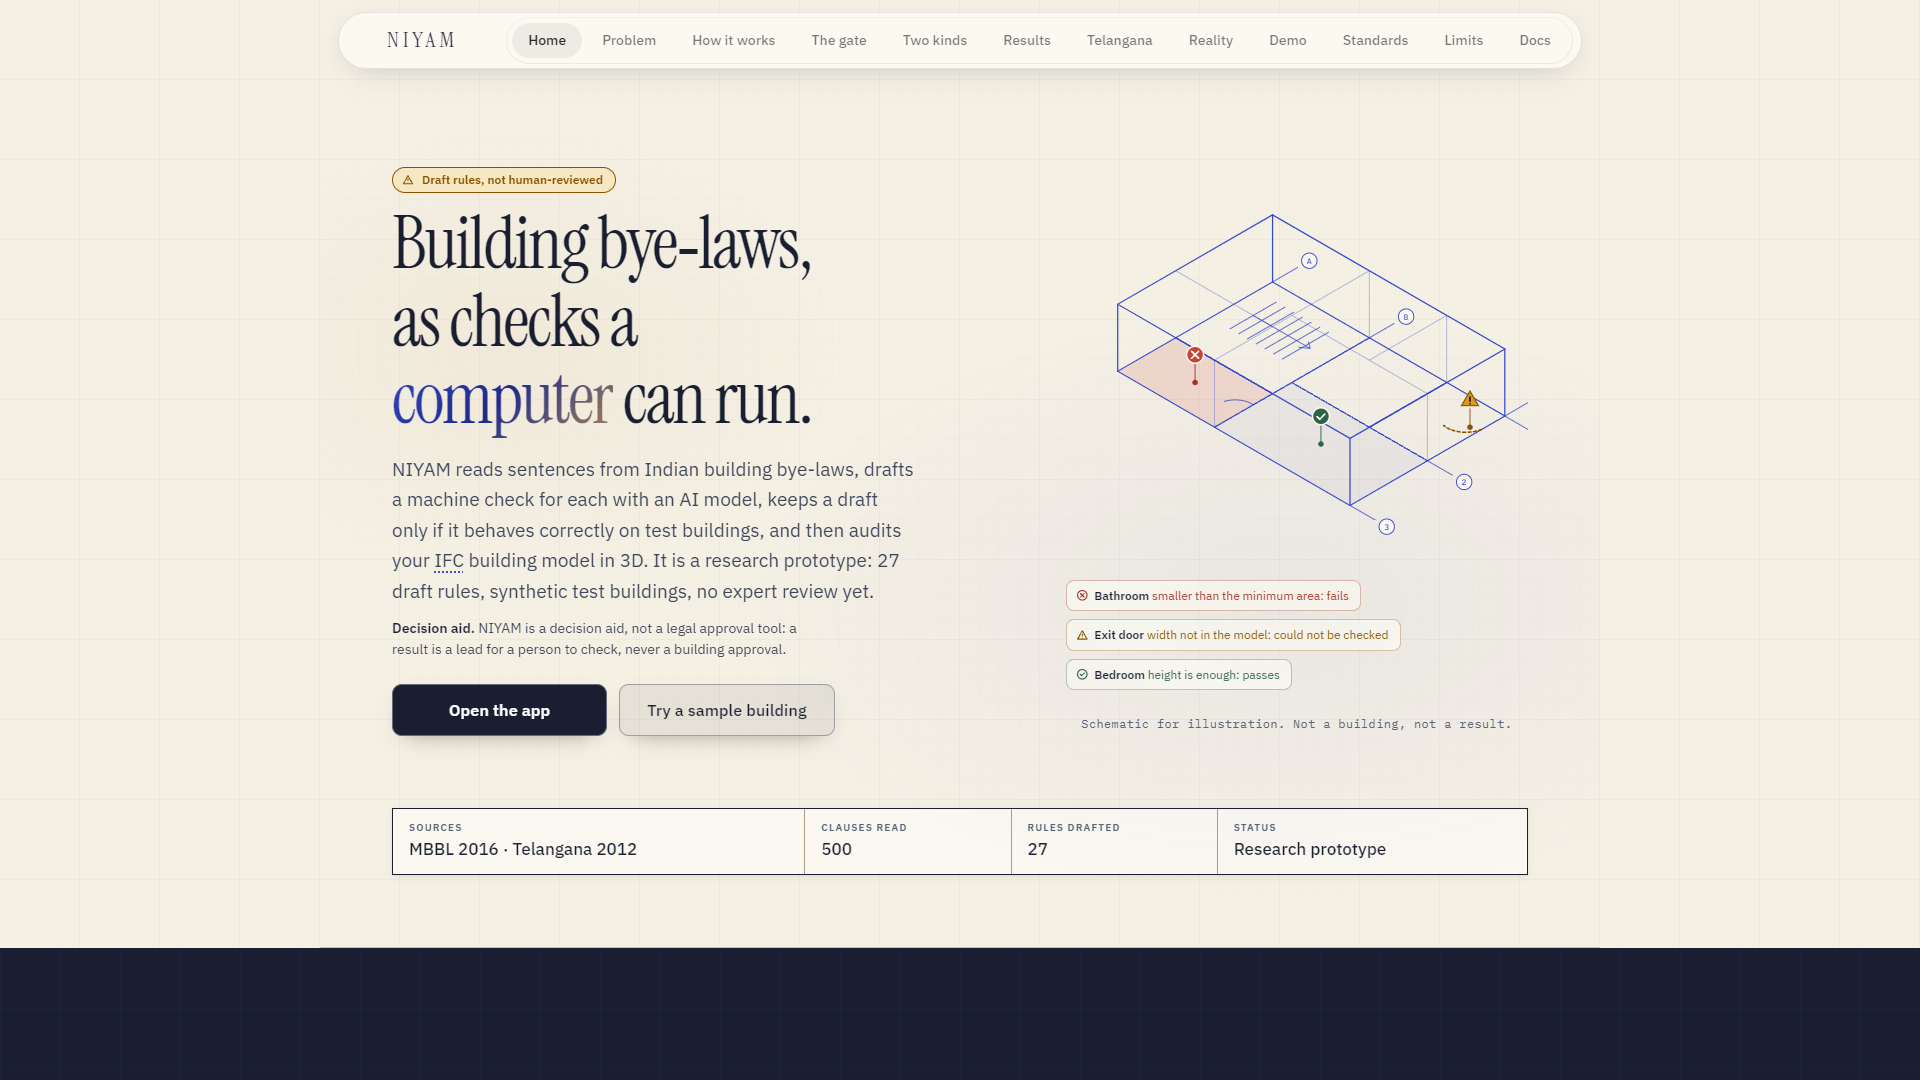 NIYAM
Home Problem How it works The gate Two kinds Results Telangana Reality Demo Standards Limits Docs
Draft rules, not human-reviewed
Building bye-laws,
as checks a
computer can run.
NIYAM reads sentences from Indian building bye-laws, drafts
a machine check for each with an AI model, keeps a draft
only if it behaves correctly on test buildings, and then audits
your IFC building model in 3D. It is a research prototype: 27
draft rules, synthetic test buildings, no expert review yet.
Decision aid. NIYAM is a decision aid, not a legal approval tool: a
result is a lead for a person to check, never a building approval.
Open the app
Try a sample building
A
B
2
3
Bathroom smaller than the minimum area: fails
Exit door width not in the model: could not be checked
Bedroom height is enough: passes
Schematic for illustration. Not a building, not a result.
SOURCES
MBBL 2016 · Telangana 2012
CLAUSES READ
500
RULES DRAFTED
27
STATUS
Research prototype